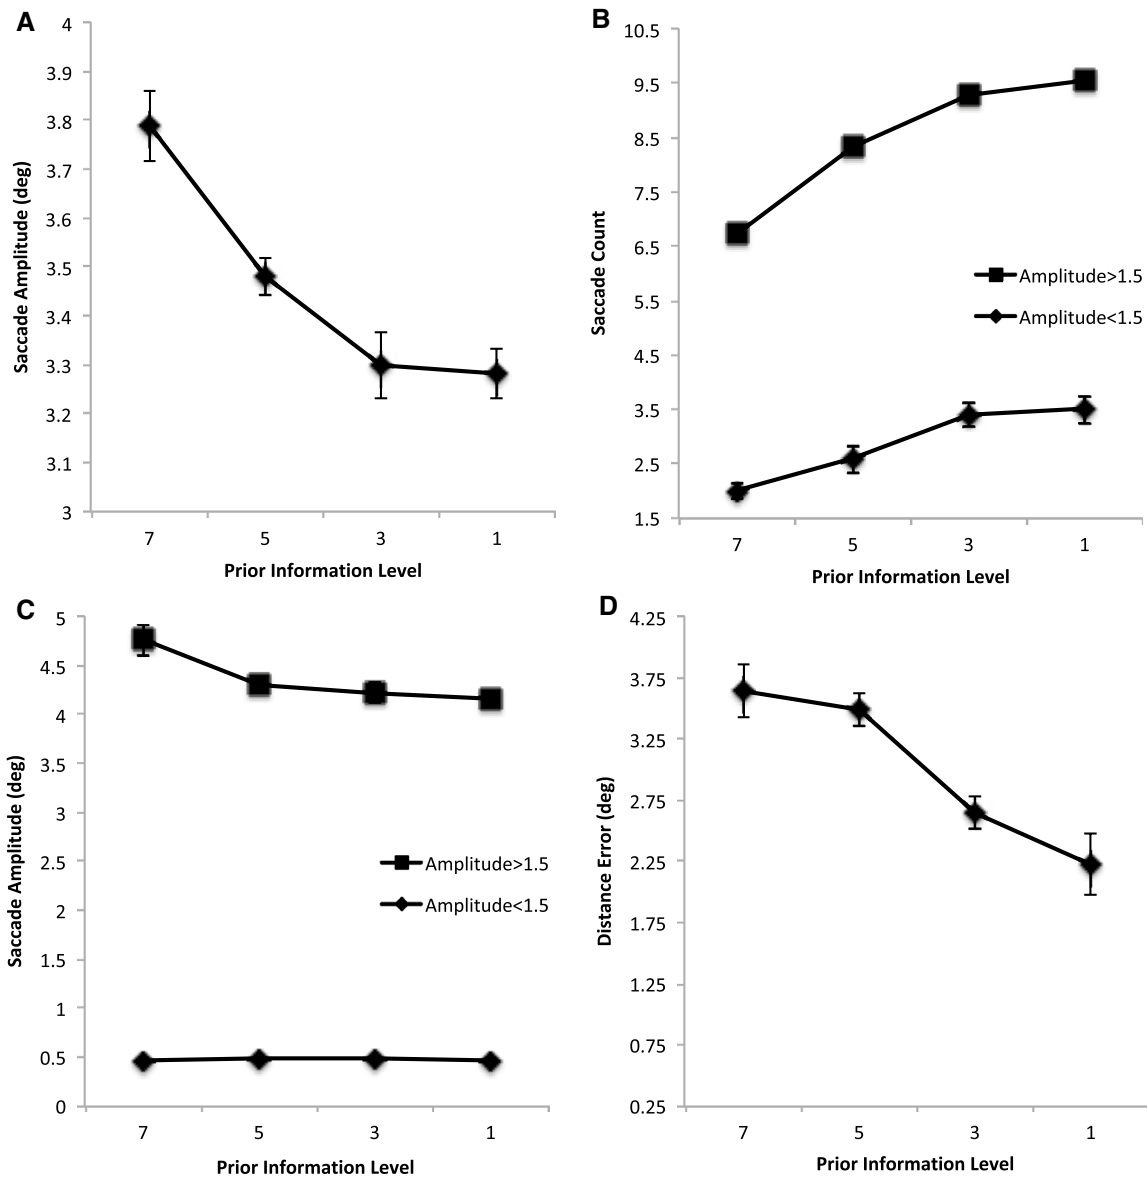 A
4
3.9
3.8
3.7
3.6
3.5
3.4
3.3
3.2
3.1
3
Saccade Amplitude (deg)
7 5 3 1
Prior Information Level
B
10.5
9.5
8.5
7.5
6.5
5.5
4.5
3.5
2.5
1.5
Saccade Count
Amplitude>1.5
Amplitude<1.5
7 5 3 1
Prior Information Level
C
5
4.5
4
3.5
3
2.5
2
1.5
1
0.5
0
Saccade Amplitude (deg)
Amplitude>1.5
Amplitude<1.5
7 5 3 1
Prior Information Level
D
4.25
3.75
3.25
2.75
2.25
1.75
1.25
0.75
0.25
Distance Error (deg)
7 5 3 1
Prior Information Level